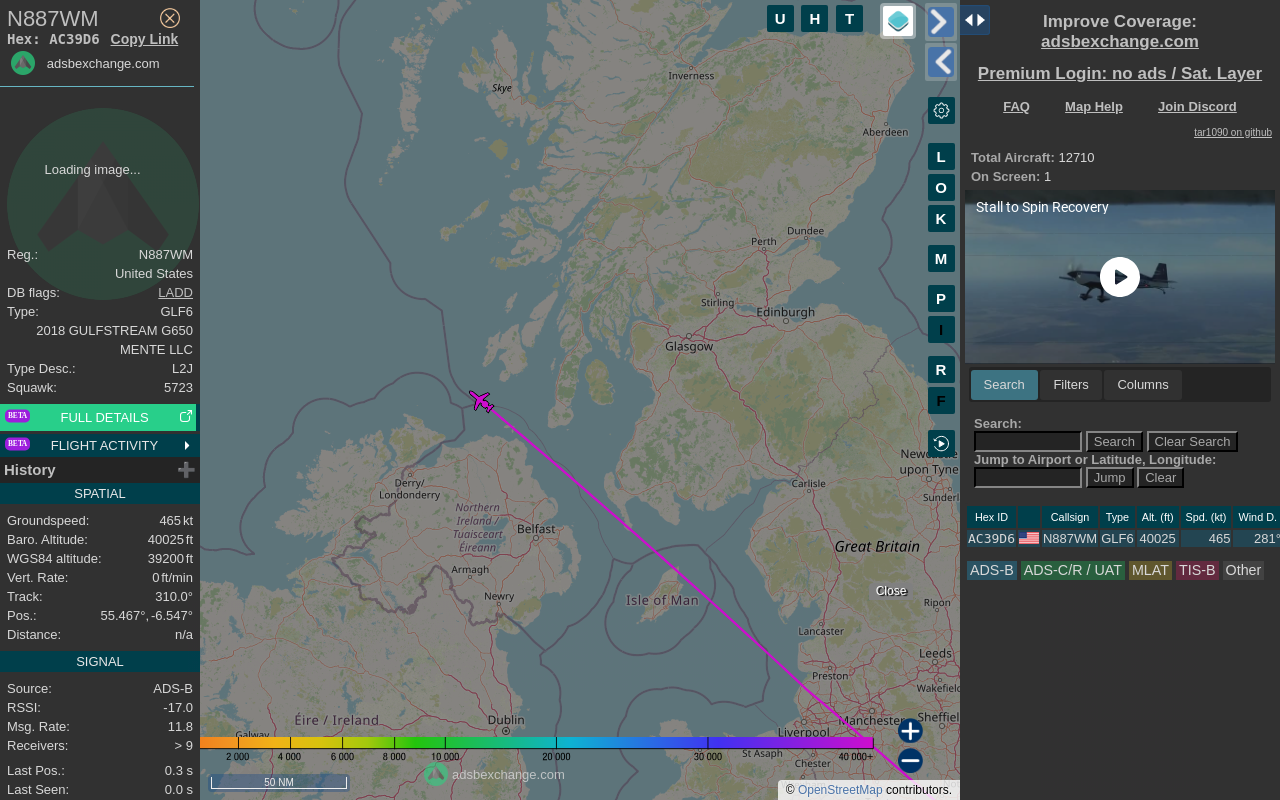 N887WM
Hex: AC39D6 Copy Link
adsbexchange.com
Loading image...
Reg.: N887WM
United States
DB flags: LADD
Type: GLF6
2018 GULFSTREAM G650
MENTE LLC
Type Desc.: L2J
Squawk: 5723
BETA FULL DETAILS
BETA FLIGHT ACTIVITY
History
SPATIAL
Groundspeed: 465 kt
Baro. Altitude: 40025 ft
WGS84 altitude: 39200 ft
Vert. Rate: 0 ft/min
Track: 310.0°
Pos.: 55.467°, -6.547°
Distance: n/a
SIGNAL
Source: ADS-B
RSSI: -17.0
Msg. Rate: 11.8
Receivers: > 9
Last Pos.: 0.3 s
Last Seen: 0.0 s
U H T
Inverness
Skye
Aberdeen
L
O
K
M
P
I
R
F
Dundee
Perth
Stirling
Edinburgh
Glasgow
upon Tyne
Carlisle
Derry/
Londonderry
Northern
Ireland /
Tuaisceart
Éireann
Belfast
Armagh
Newry
Great Britain
Close
Isle of Man
Ripon
Lancaster
Leeds
Preston
Wakefield
Éire / Ireland
Dublin
Manchester
Sheffield
Liverpool
Galway
St Asaph
Chester
2 000 4 000 6 000 8 000 10 000 20 000 30 000 40 000+
50 NM
adsbexchange.com
© OpenStreetMap contributors.
Improve Coverage:
adsbexchange.com
Premium Login: no ads / Sat. Layer
FAQ Map Help Join Discord
tar1090 on github
Total Aircraft: 12710
On Screen: 1
Stall to Spin Recovery
Search Filters Columns
Search:
Search Clear Search
Jump to Airport or Latitude, Longitude:
Jump Clear
Hex ID Callsign Type Alt. (ft) Spd. (kt) Wind D.
AC39D6 N887WM GLF6 40025 465 281°
ADS-B ADS-C/R / UAT MLAT TIS-B Other